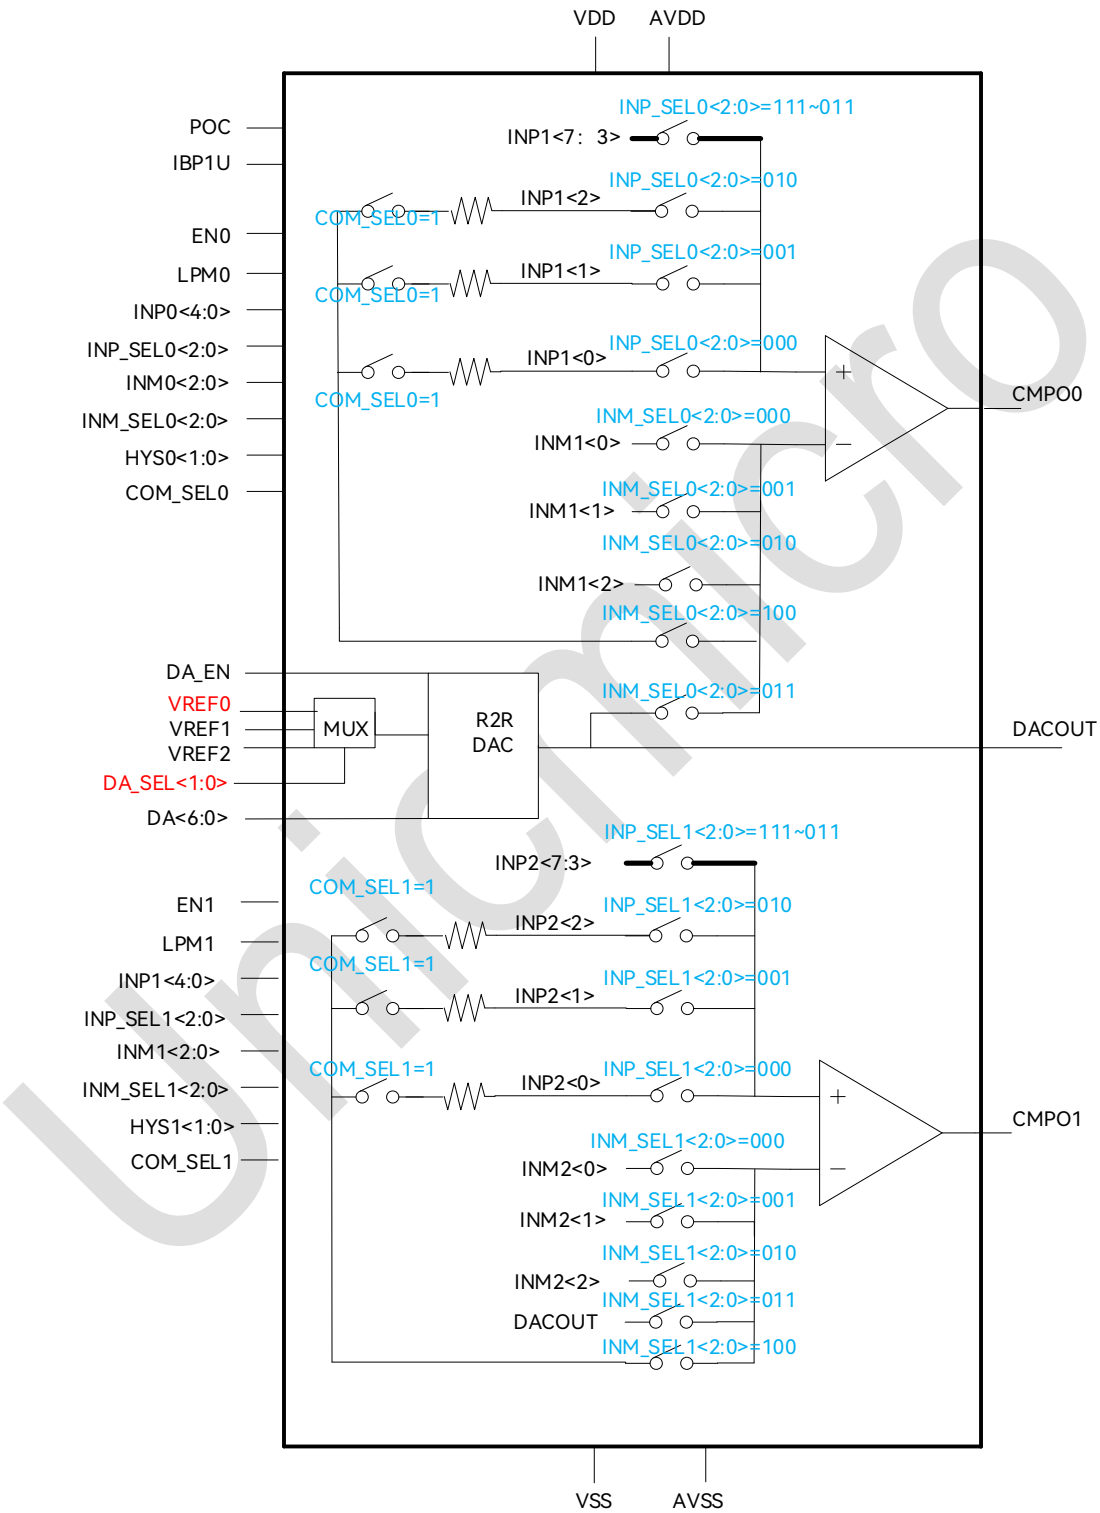 VDD AVDD
INP_SEL0<2:0>=111~011
POC
INP1<7: 3>
IBP1U
INP_SEL0<2:0>=010
INP1<2>
COM_SEL0=1
EN0
INP_SEL0<2:0>=001
LPM0
INP1<1>
COM_SEL0=1
INP0<4:0>
INP_SEL0<2:0>
INP_SEL0<2:0>=000
INP1<0>
INM0<2:0>
COM_SEL0=1
CMPO0
INM_SEL0<2:0>
INM_SEL0<2:0>=000
INM1<0>
HYS0<1:0>
COM_SEL0
INM_SEL0<2:0>=001
INM1<1>
INM_SEL0<2:0>=010
INM1<2>
INM_SEL0<2:0>=100
DA_EN
INM_SEL0<2:0>=011
VREF0
VREF1
MUX
R2R
DAC
DACOUT
VREF2
DA_SEL<1:0>
DA<6:0>
INP_SEL1<2:0>=111~011
INP2<7:3>
COM_SEL1=1
EN1
INP_SEL1<2:0>=010
INP2<2>
LPM1
COM_SEL1=1
INP1<4:0>
INP_SEL1<2:0>=001
INP2<1>
INP_SEL1<2:0>
INM1<2:0>
COM_SEL1=1
INP_SEL1<2:0>=000
INP2<0>
INM_SEL1<2:0>
HYS1<1:0>
CMPO1
INM_SEL1<2:0>=000
COM_SEL1
INM2<0>
INM_SEL1<2:0>=001
INM2<1>
INM_SEL1<2:0>=010
INM2<2>
INM_SEL1<2:0>=011
DACOUT
INM_SEL1<2:0>=100
VSS AVSS
Unicmicro